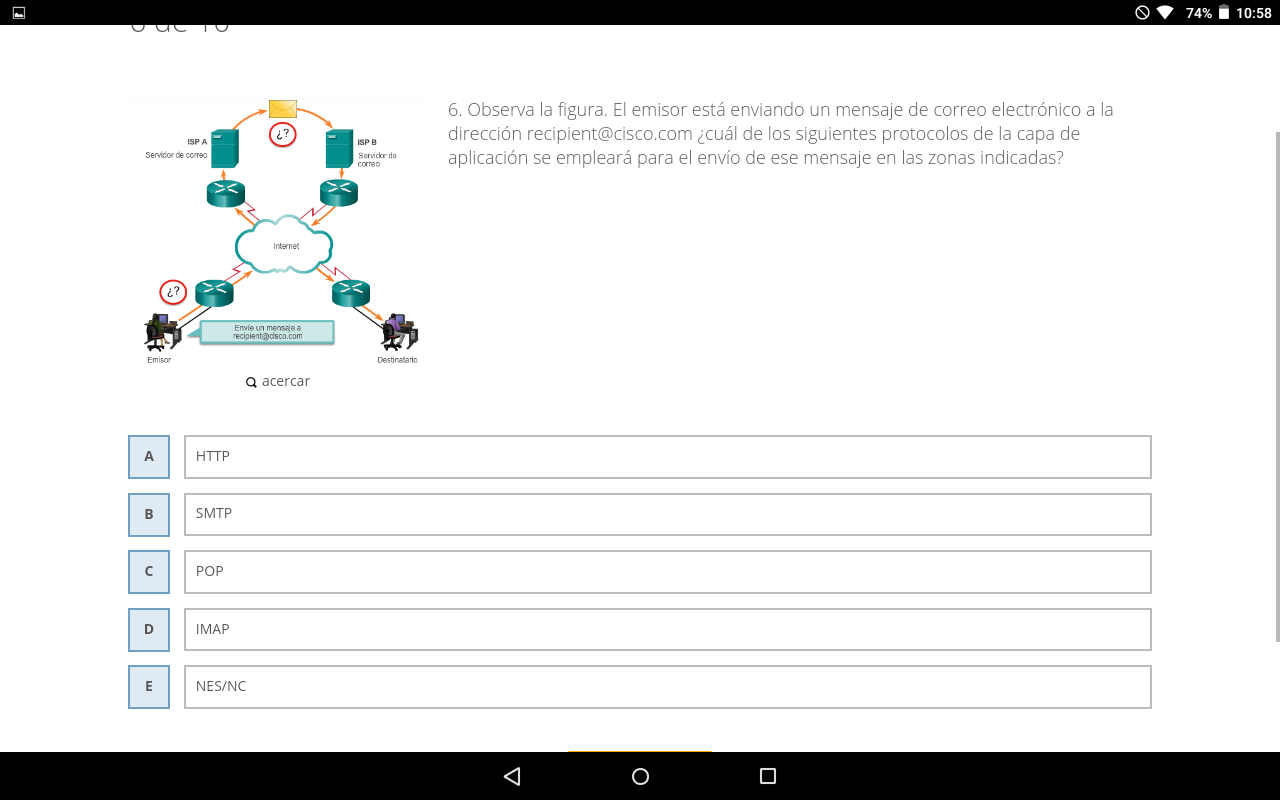 74% 10:58
6 de 10
6. Observa la figura. El emisor está enviando un mensaje de correo electrónico a la
dirección recipient@cisco.com ¿cuál de los siguientes protocolos de la capa de
aplicación se empleará para el envío de ese mensaje en las zonas indicadas?
¿?
ISP A
Servidor de correo
ISP B
Servidor de
correo
Internet
¿?
Envíe un mensaje a
recipient@cisco.com
Emisor
Destinatario
acercar
A HTTP
B SMTP
C POP
D IMAP
E NES/NC